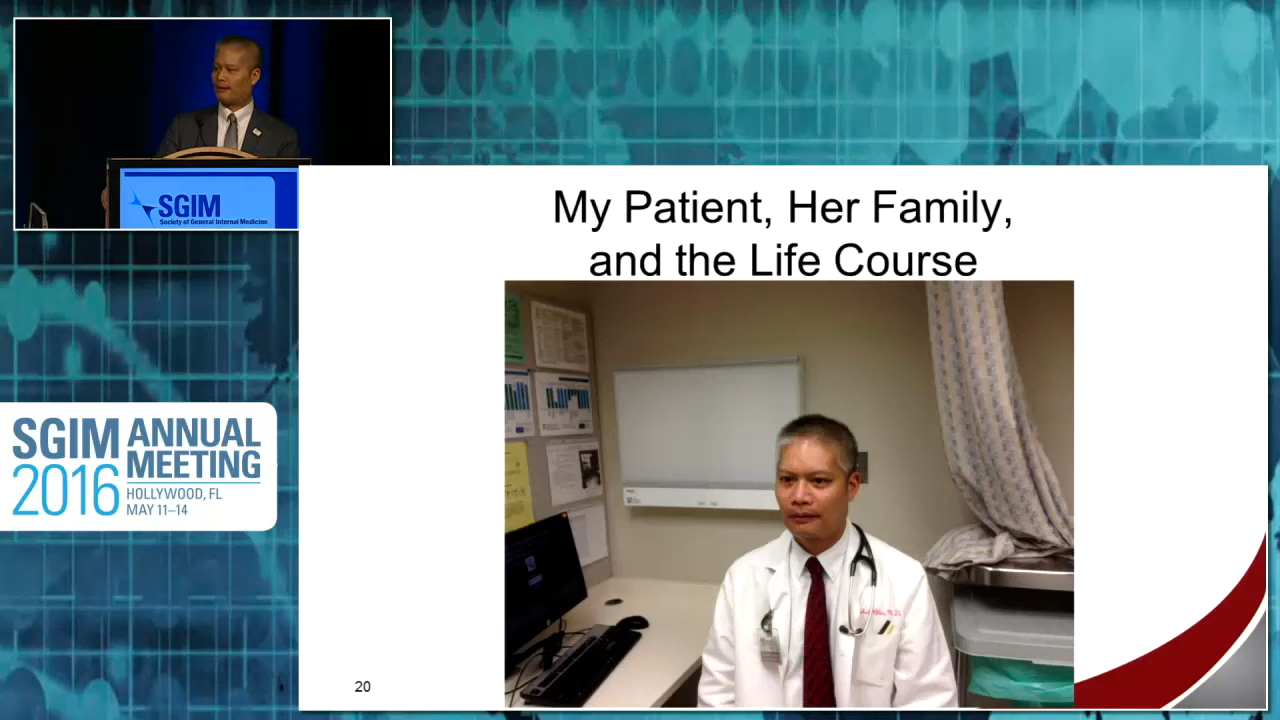 SGIM
Society of General Internal Medicine
My Patient, Her Family,
and the Life Course
SGIM ANNUAL
2016 MEETING
HOLLYWOOD, FL
MAY 11–14
20